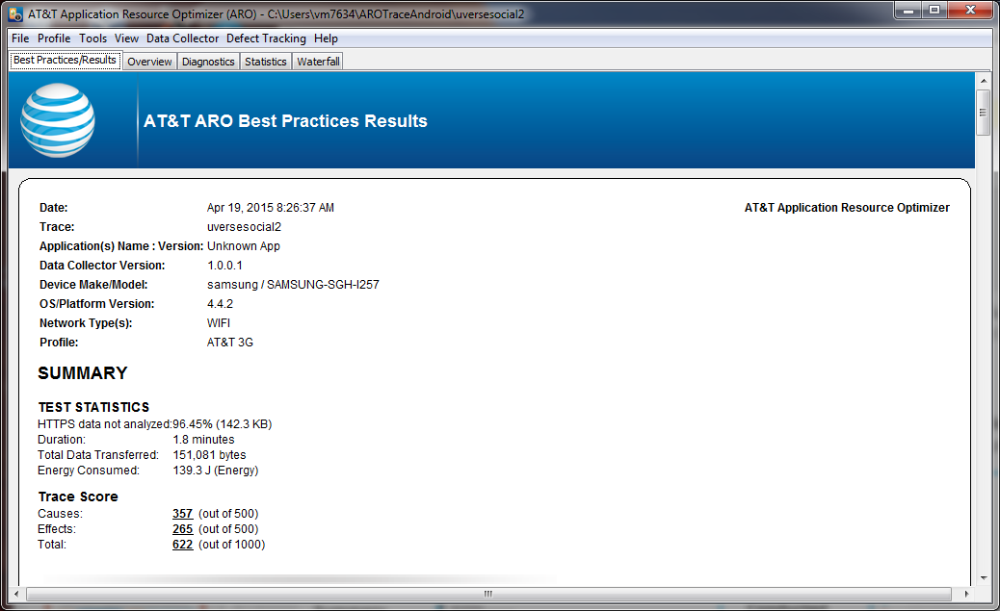 AT&T Application Resource Optimizer (ARO) - C:\Users\vm7634\AROTraceAndroid\uversesocial2
File Profile Tools View Data Collector Defect Tracking Help
Best Practices/Results Overview Diagnostics Statistics Waterfall
AT&T ARO Best Practices Results
Date: Apr 19, 2015 8:26:37 AM AT&T Application Resource Optimizer
Trace: uversesocial2
Application(s) Name : Version: Unknown App
Data Collector Version: 1.0.0.1
Device Make/Model: samsung / SAMSUNG-SGH-I257
OS/Platform Version: 4.4.2
Network Type(s): WIFI
Profile: AT&T 3G
SUMMARY
TEST STATISTICS
HTTPS data not analyzed:96.45% (142.3 KB)
Duration: 1.8 minutes
Total Data Transferred: 151,081 bytes
Energy Consumed: 139.3 J (Energy)
Trace Score
Causes: 357 (out of 500)
Effects: 265 (out of 500)
Total: 622 (out of 1000)